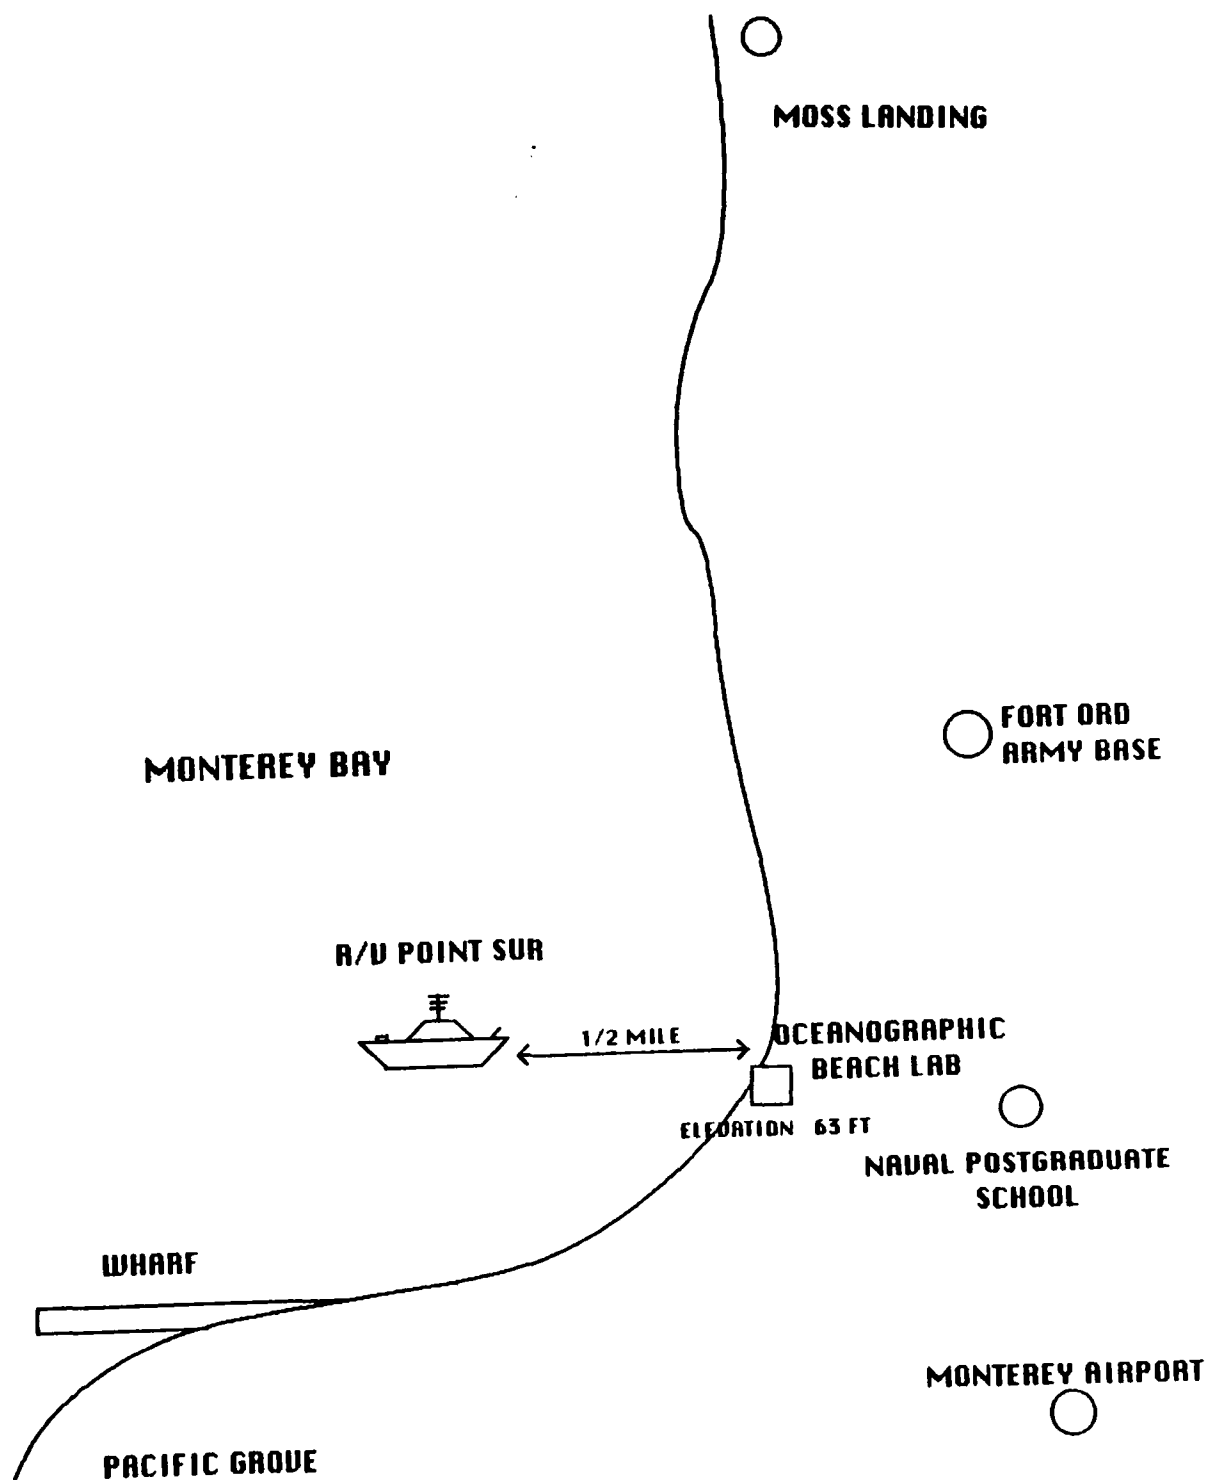 MOSS LANDING
FORT ORD
ARMY BASE
MONTEREY BAY
R/V POINT SUR
1/2 MILE
OCEANOGRAPHIC
BEACH LAB
ELEVATION 63 FT
NAVAL POSTGRADUATE
SCHOOL
WHARF
MONTEREY AIRPORT
PACIFIC GROVE